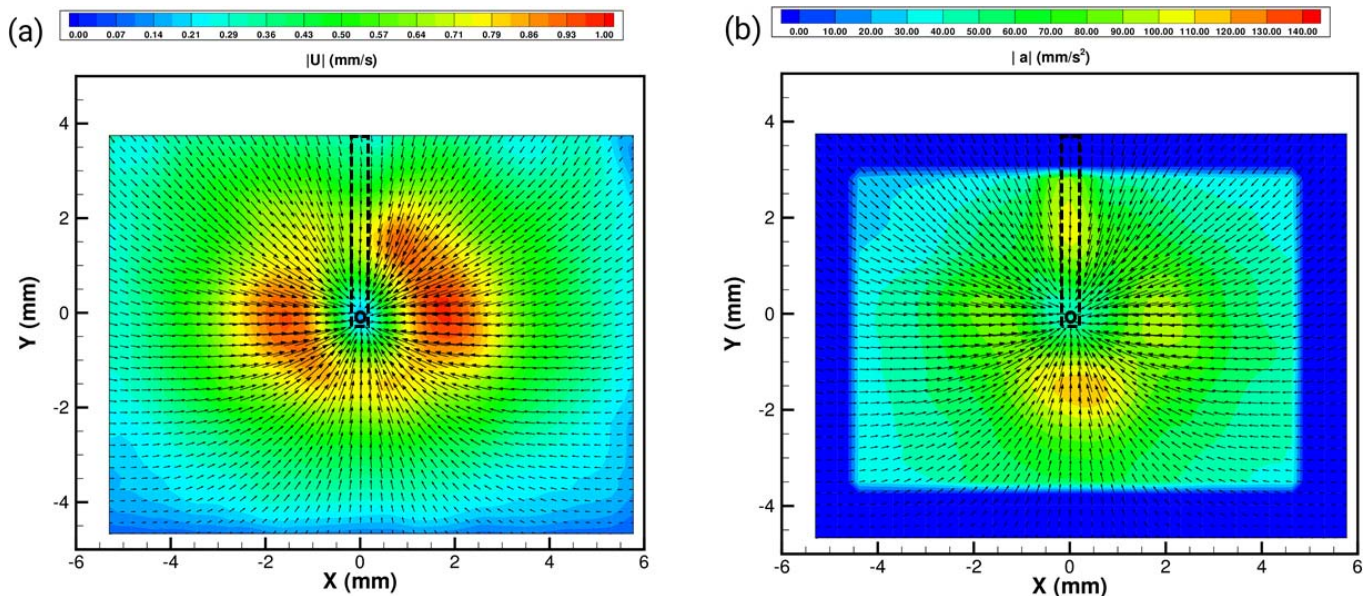 (a)
0.00 0.07 0.14 0.21 0.29 0.36 0.43 0.50 0.57 0.64 0.71 0.79 0.86 0.93 1.00
|U| (mm/s)
4
2
0
-2
-4
Y (mm)
-6 -4 -2 0 2 4 6
X (mm)
(b)
0.00 10.00 20.00 30.00 40.00 50.00 60.00 70.00 80.00 90.00 100.00 110.00 120.00 130.00 140.00
| a| (mm/s²)
4
2
0
-2
-4
Y (mm)
-6 -4 -2 0 2 4 6
X (mm)